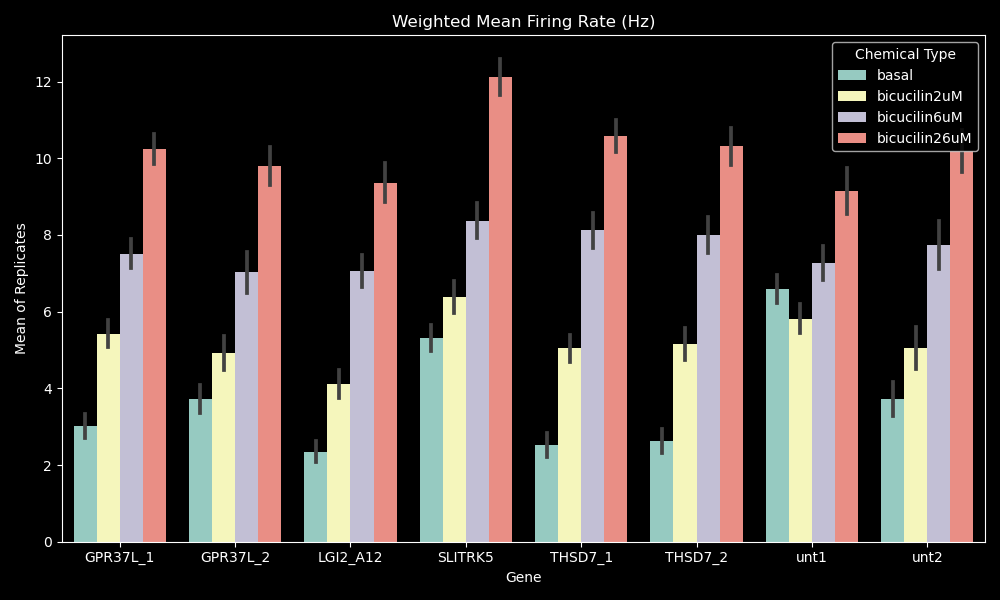 Weighted Mean Firing Rate (Hz)
Chemical Type
basal
bicucilin2uM
bicucilin6uM
bicucilin26uM
Mean of Replicates
12
10
8
6
4
2
0
GPR37L_1 GPR37L_2 LGI2_A12 SLITRK5 THSD7_1 THSD7_2 unt1 unt2
Gene